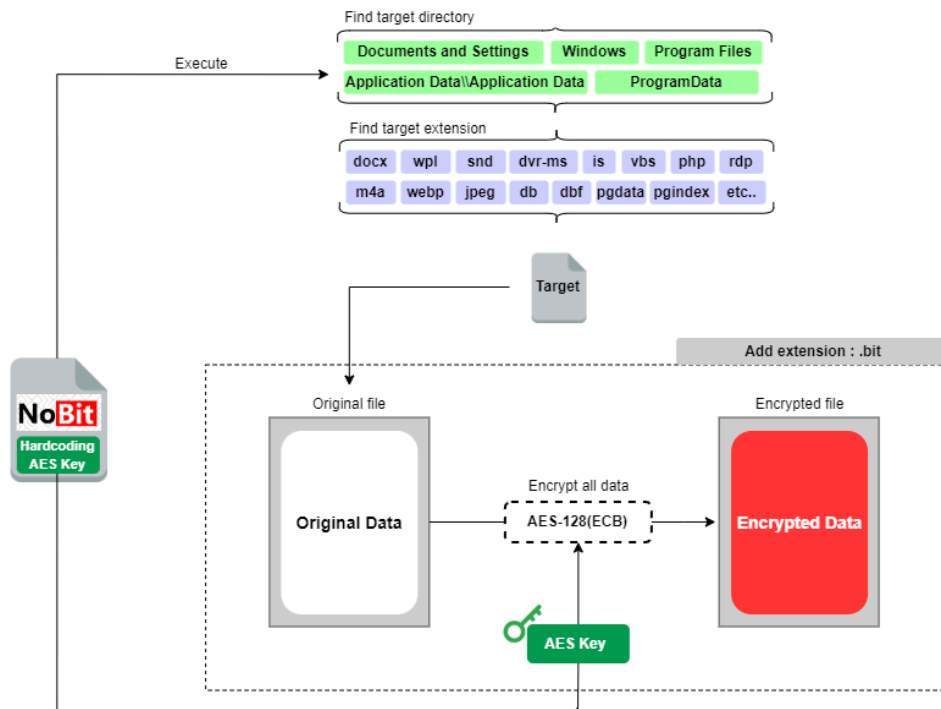 Find target directory
Documents and Settings Windows Program Files
Execute
Application Data\\Application Data ProgramData
Find target extension
docx wpl snd dvr-ms is vbs php rdp
m4a webp jpeg db dbf pgdata pgindex etc..
Target
Add extension : .bit
NoBit
Hardcoding
AES Key
Original file Encrypted file
Encrypt all data
Original Data AES-128(ECB) Encrypted Data
AES Key